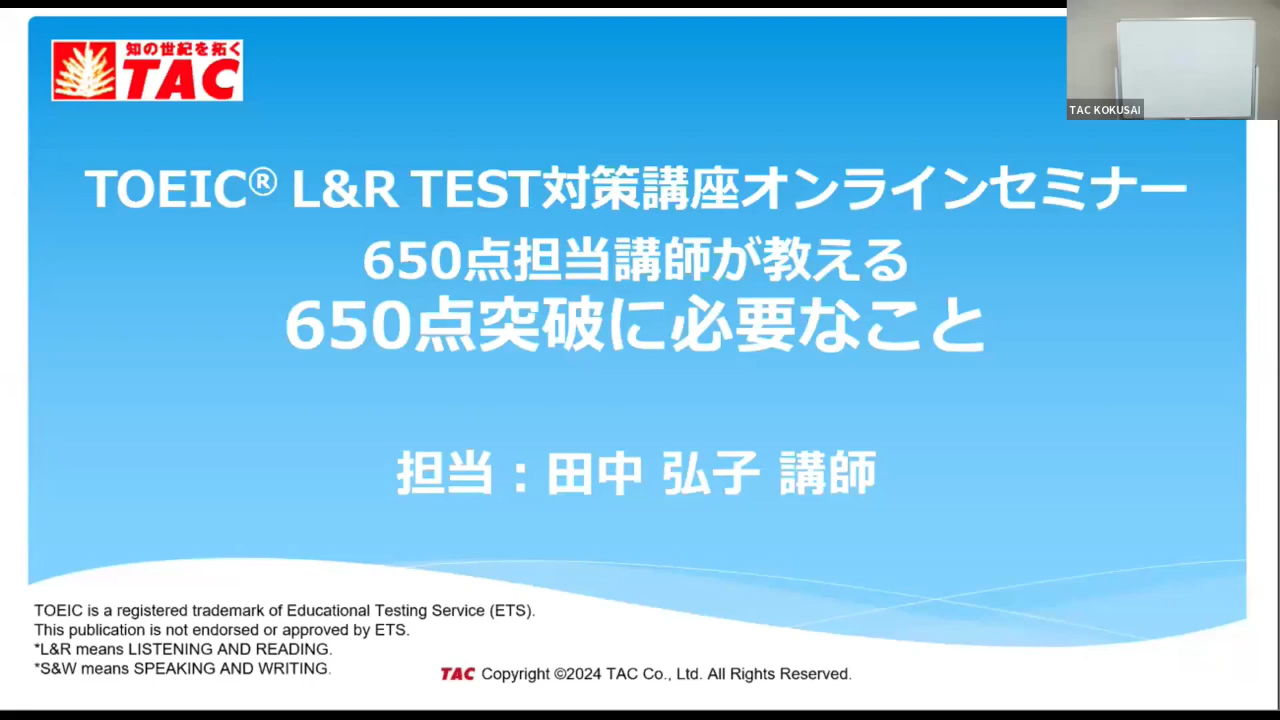 知の世紀を拓く
TAC
TAC KOKUSAI
TOEIC® L&R TEST対策講座オンラインセミナー
650点担当講師が教える
650点突破に必要なこと
担当：田中 弘子 講師
TOEIC is a registered trademark of Educational Testing Service (ETS).
This publication is not endorsed or approved by ETS.
*L&R means LISTENING AND READING.
*S&W means SPEAKING AND WRITING.
TAC Copyright ©2024 TAC Co., Ltd. All Rights Reserved.